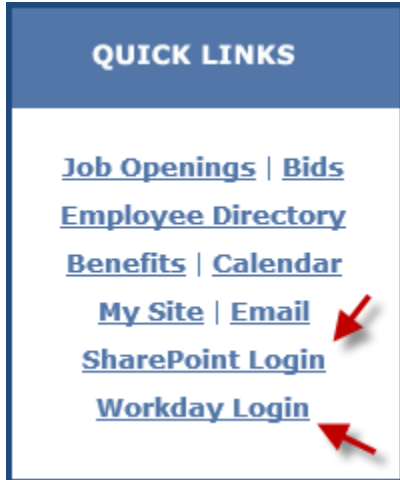 QUICK LINKS
Job Openings | Bids
Employee Directory
Benefits | Calendar
My Site | Email
SharePoint Login
Workday Login